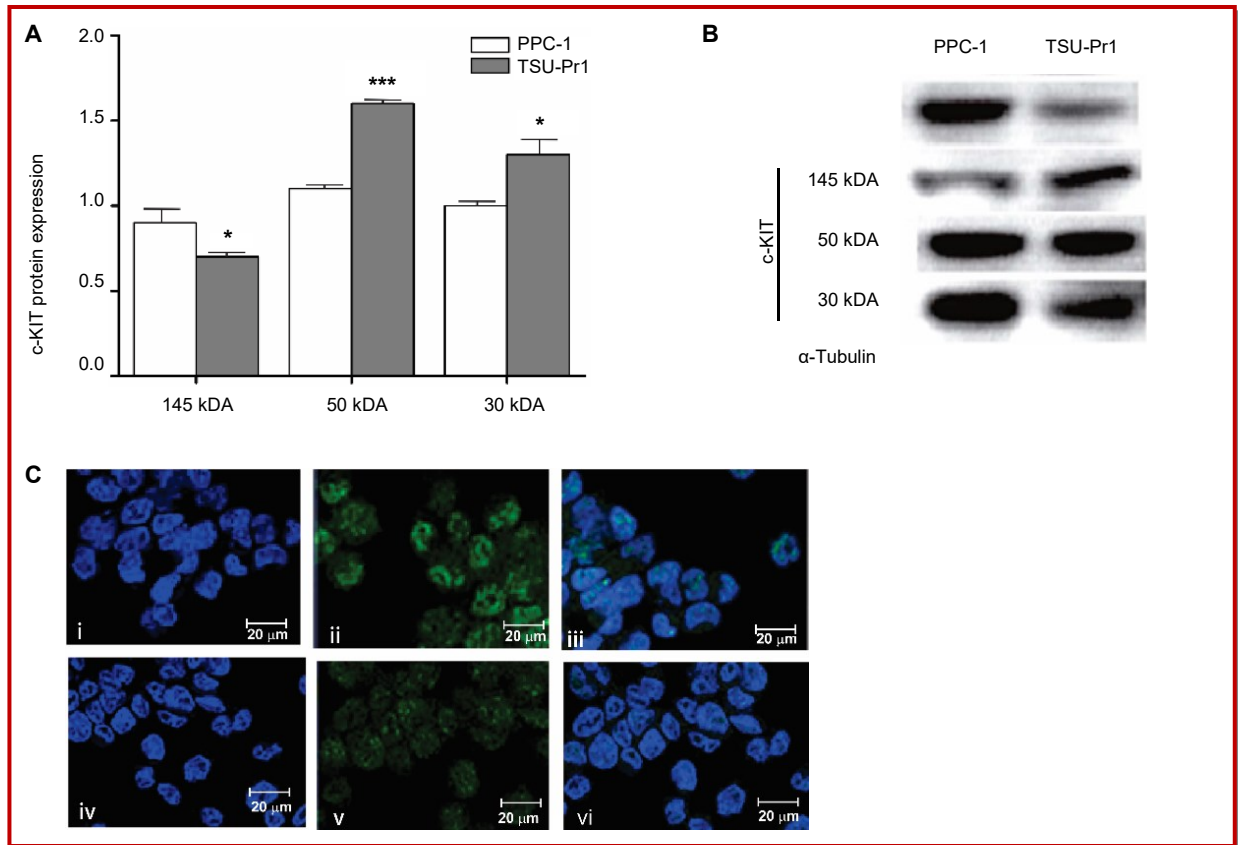 A
2.0
1.5
1.0
0.5
0.0
c-KIT protein expression
PPC-1
TSU-Pr1
*
***
*
145 kDA
50 kDA
30 kDA
B
PPC-1
TSU-Pr1
c-KIT
145 kDA
50 kDA
30 kDA
α-Tubulin
C
i
20 μm
ii
20 μm
iii
20 μm
iv
20 μm
v
20 μm
vi
20 μm